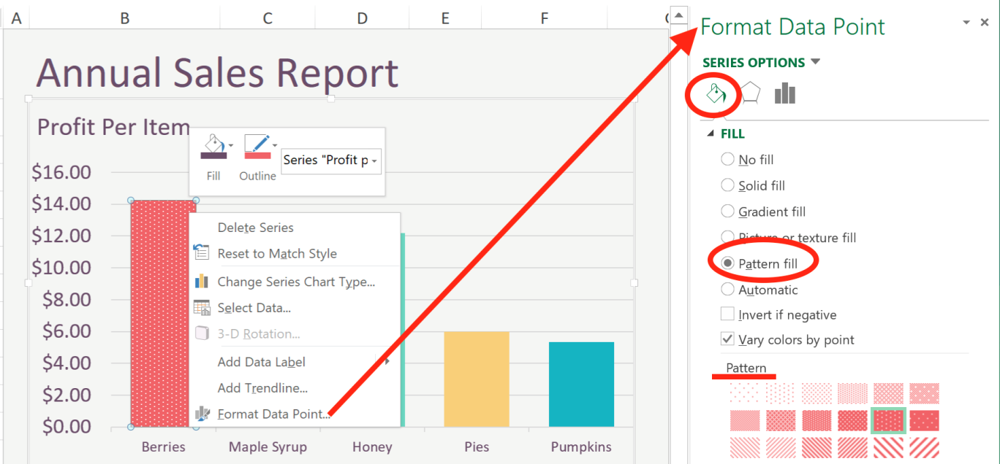 A B C D E F
Annual Sales Report
Profit Per Item
Fill Outline Series "Profit p
$16.00
$14.00
$12.00
$10.00
$8.00
$6.00
$4.00
$2.00
$0.00
Delete Series
Reset to Match Style
Change Series Chart Type...
Select Data...
3-D Rotation...
Add Data Label
Add Trendline...
Format Data Point...
Berries Maple Syrup Honey Pies Pumpkins
Format Data Point
SERIES OPTIONS
FILL
No fill
Solid fill
Gradient fill
Picture or texture fill
Pattern fill
Automatic
Invert if negative
Vary colors by point
Pattern